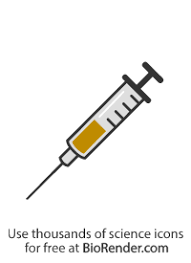 Use thousands of science icons
for free at BioRender.com